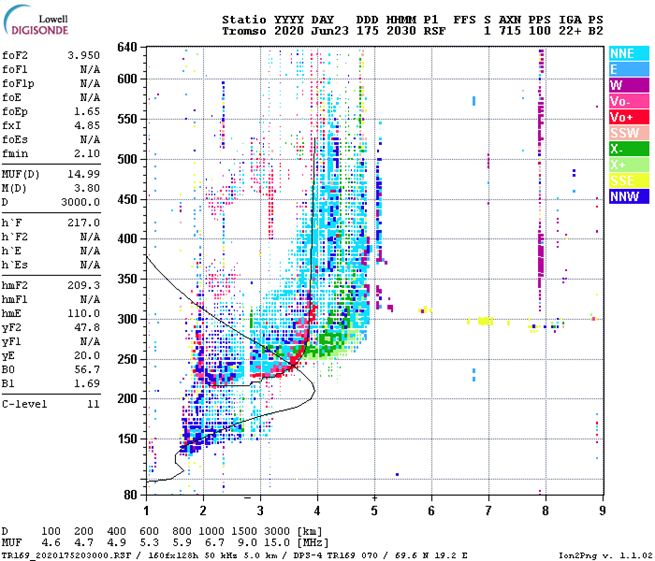 Lowell
DIGISONDE
Statio YYYY DAY DDD HHMM P1 FFS S AXN PPS IGA PS
Tromso 2020 Jun23 175 2030 RSF 1 715 100 22+ B2
foF2 3.950
foF1 N/A
foF1p N/A
foE N/A
foEp 1.65
fxI 4.85
foEs N/A
fmin 2.10
MUF(D) 14.99
M(D) 3.80
D 3000.0
h`F 217.0
h`F2 N/A
h`E N/A
h`Es N/A
hmF2 209.3
hmF1 N/A
hmE 110.0
yF2 47.8
yF1 N/A
yE 20.0
B0 56.7
B1 1.69
C-level 11
640
600
550
500
450
400
350
300
250
200
150
80
1 2 3 4 5 6 7 8 9
NNE
E
W
Vo-
Vo+
SSW
X-
X+
SSE
NNW
D 100 200 400 600 800 1000 1500 3000 [km]
MUF 4.6 4.7 4.9 5.3 5.9 6.7 9.0 15.0 [MHz]
TR169_2020175203000.RSF / 160fx128h 50 kHz 5.0 km / DPS-4 TR169 070 / 69.6 N 19.2 E
Ion2Png v. 1.1.02